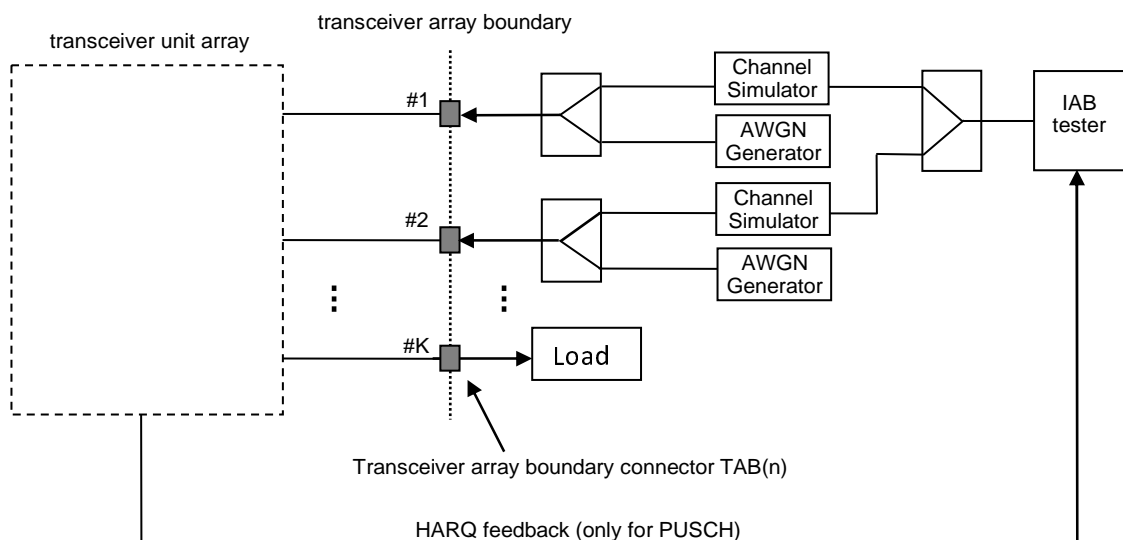 transceiver array boundary
transceiver unit array
#1
Channel
Simulator
AWGN
Generator
IAB
tester
#2
Channel
Simulator
AWGN
Generator
#K
Load
Transceiver array boundary connector TAB(n)
HARQ feedback (only for PUSCH)